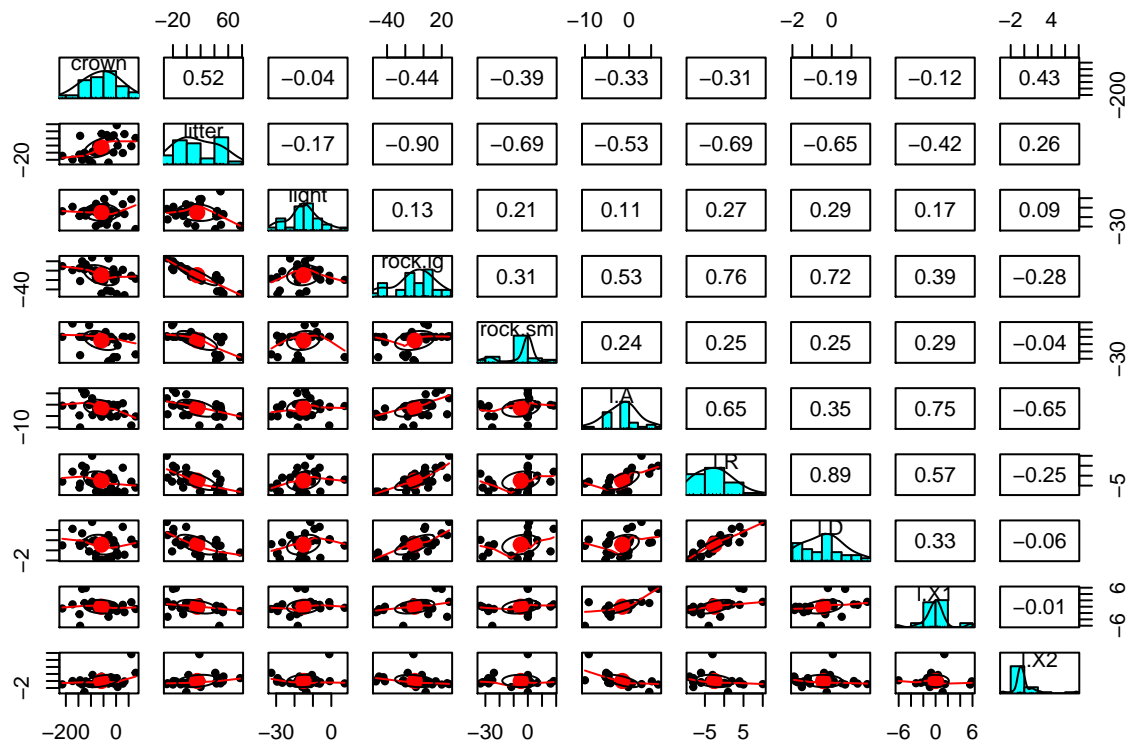 −20 60 −40 20 −10 0 −2 0 −2 4
crown 0.52 −0.04 −0.44 −0.39 −0.33 −0.31 −0.19 −0.12 0.43 −200
−20 litter −0.17 −0.90 −0.69 −0.53 −0.69 −0.65 −0.42 0.26
light 0.13 0.21 0.11 0.27 0.29 0.17 0.09 −30
−40 rock.lg 0.31 0.53 0.76 0.72 0.39 −0.28
rock.sm 0.24 0.25 0.25 0.29 −0.04 −30
−10 l.A 0.65 0.35 0.75 −0.65
l.R 0.89 0.57 −0.25 −5
−2 l.D 0.33 −0.06
l.X1 −0.01 −6 6
−2 l.X2
−200 0 −30 0 −30 0 −5 5 −6 0 6